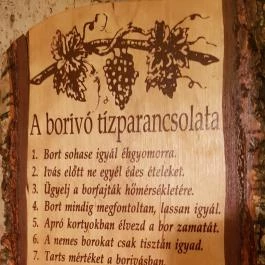 A borivó tízparancsolata
1. Bort sohase igyál éhgyomorra.
2. Ivás előtt ne egyél édes ételeket.
3. Ügyelj a borfajták hőmérsékletére.
4. Bort mindig megfontoltan, lassan igyál.
5. Apró kortyokban élvezd a bor zamatát.
6. A nemes borokat csak tisztán igyad.
7. Tarts mértéket a borivásban.